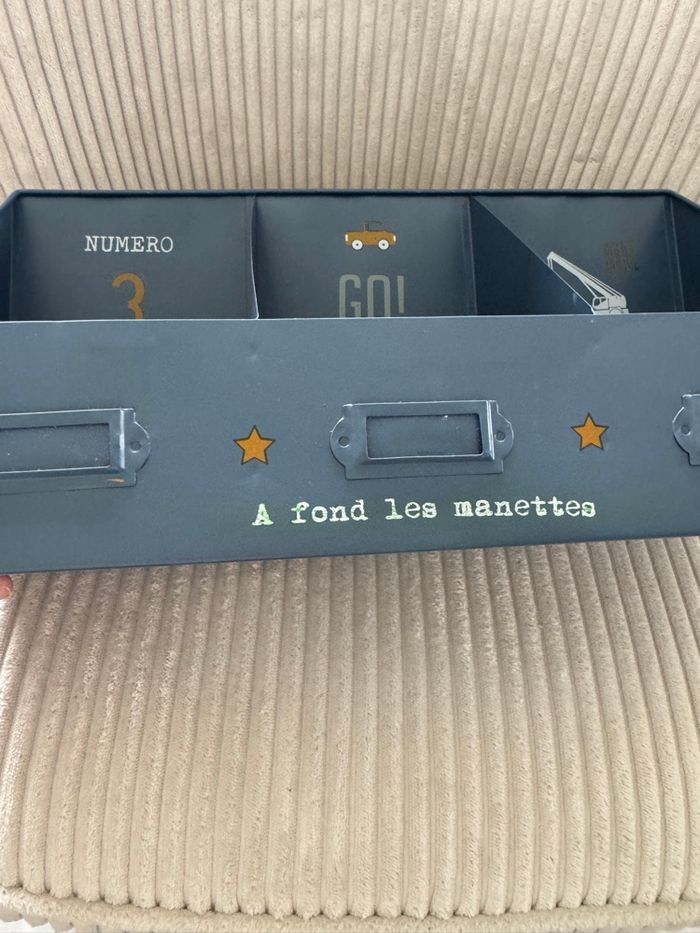 NUMERO
3
GO!
A fond les manettes